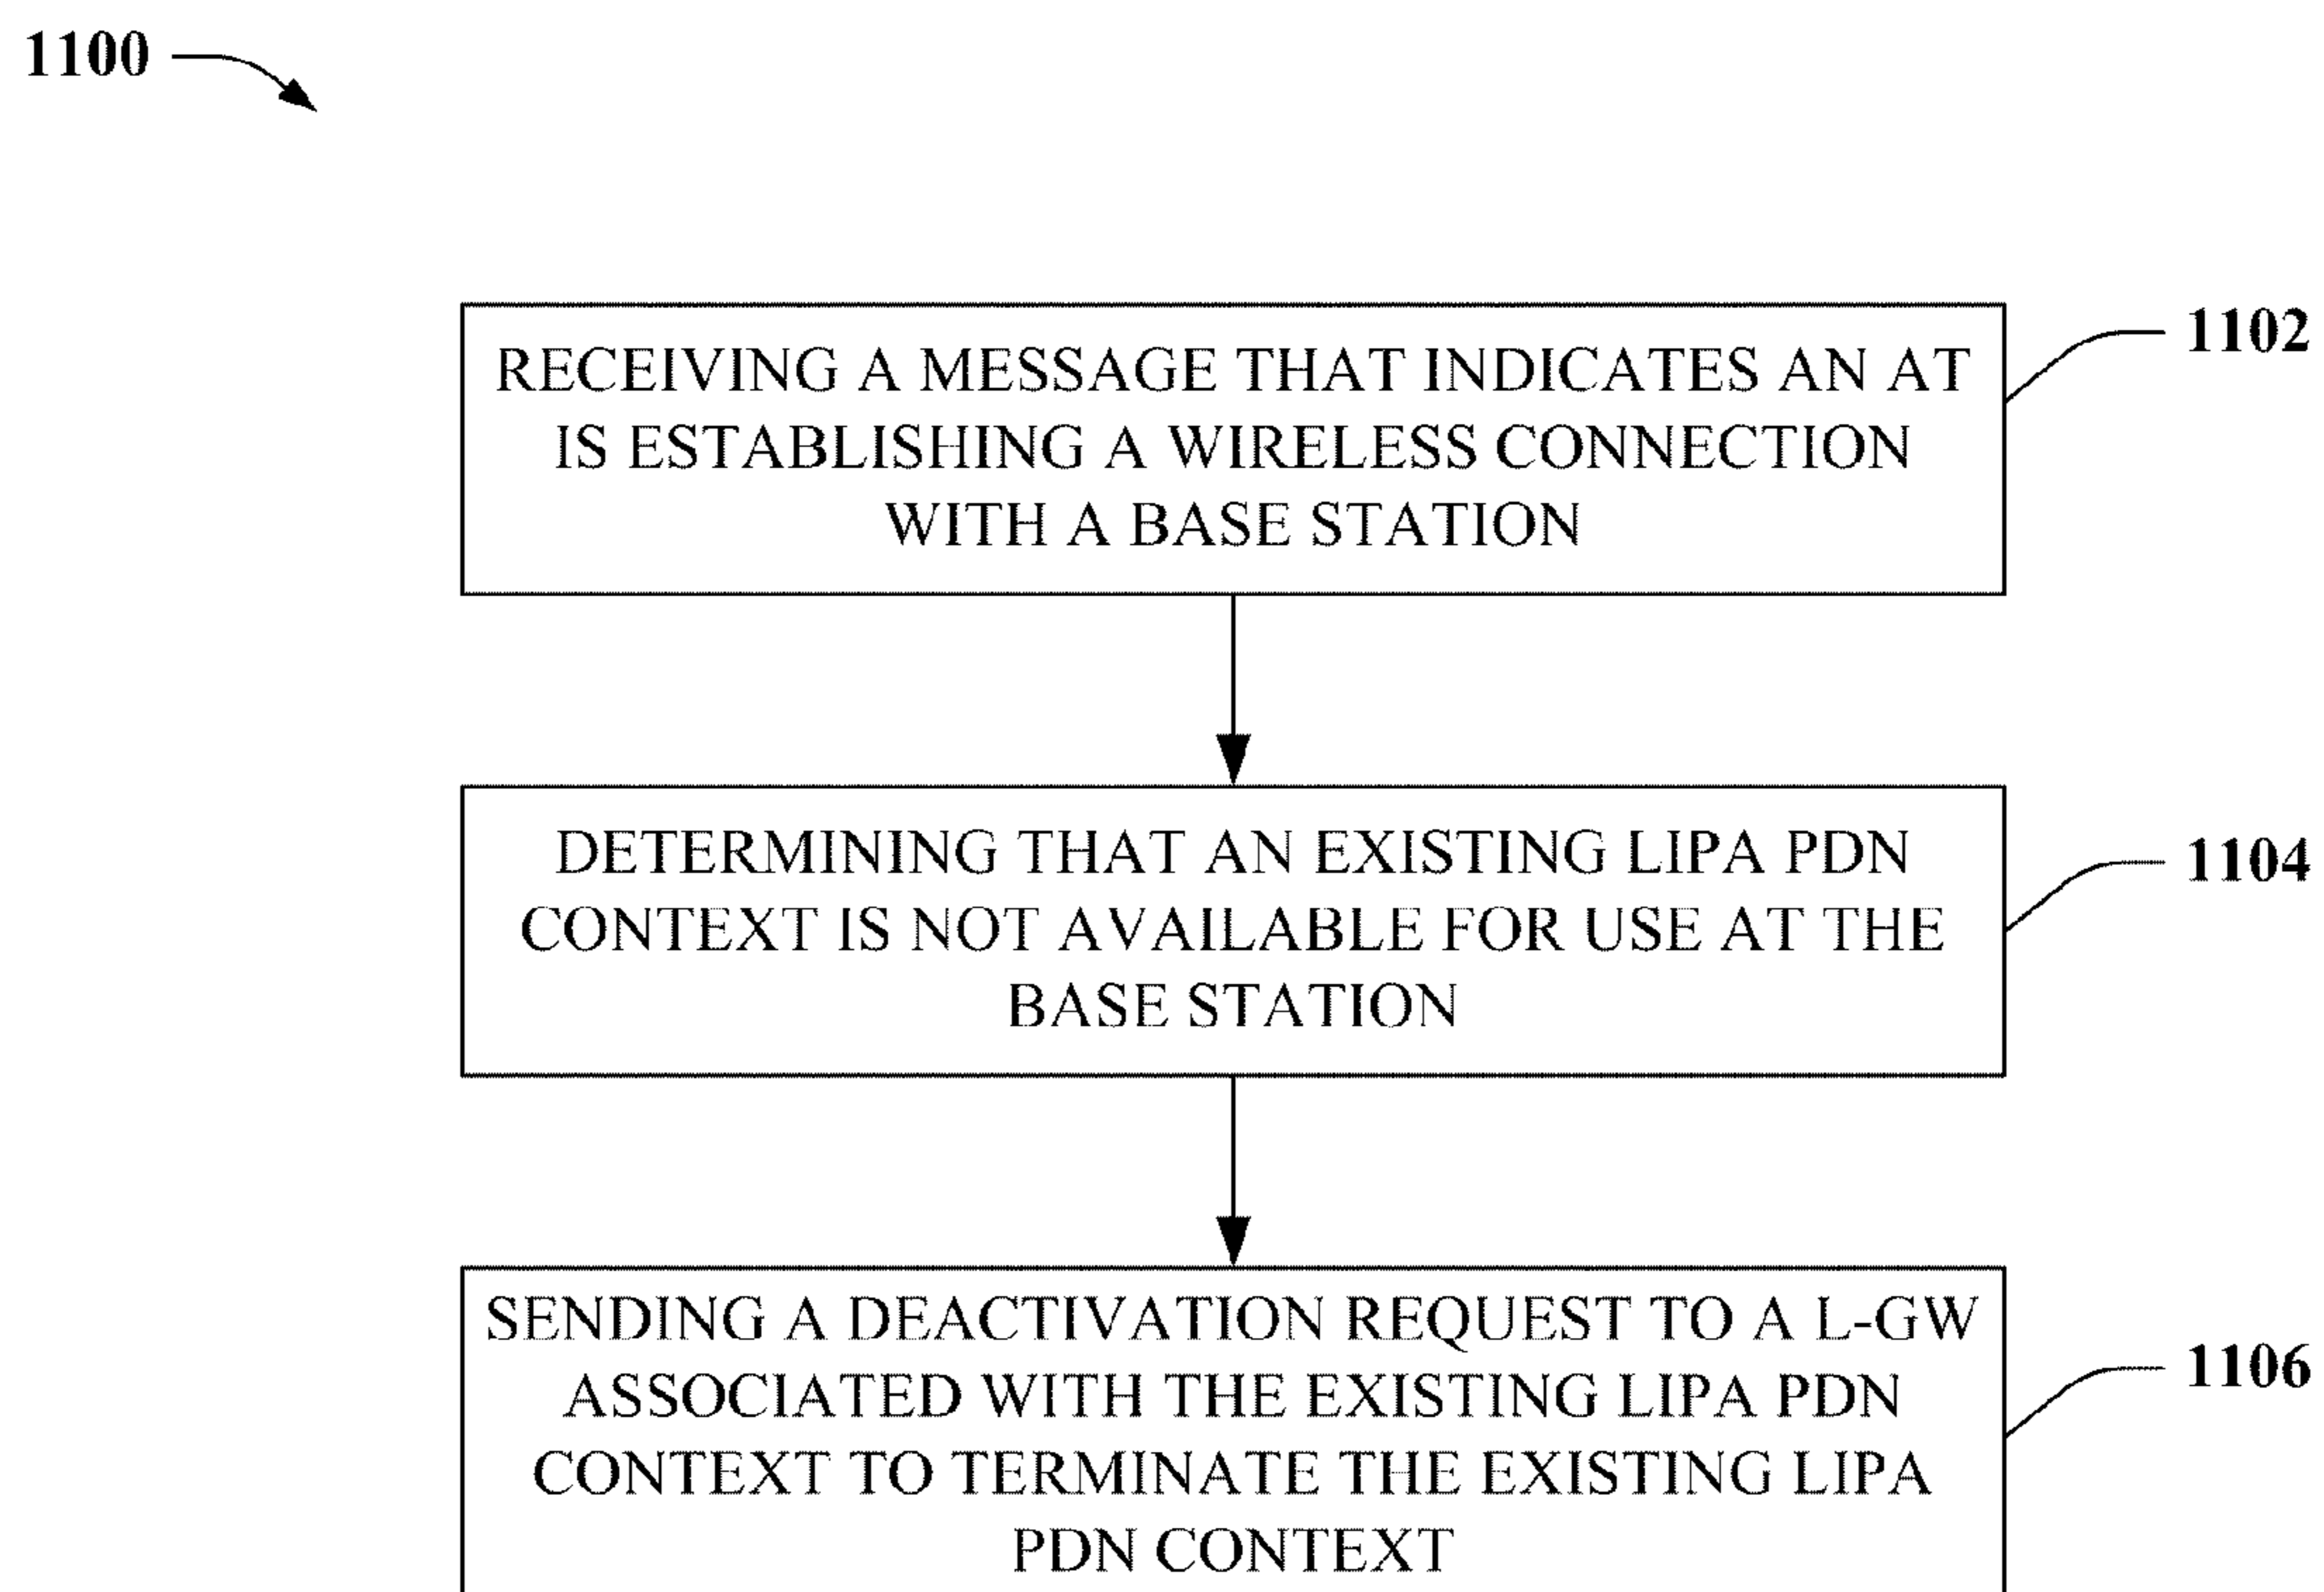 1100
RECEIVING A MESSAGE THAT INDICATES AN AT
IS ESTABLISHING A WIRELESS CONNECTION
WITH A BASE STATION
1102
DETERMINING THAT AN EXISTING LIPA PDN
CONTEXT IS NOT AVAILABLE FOR USE AT THE
BASE STATION
1104
SENDING A DEACTIVATION REQUEST TO A L-GW
ASSOCIATED WITH THE EXISTING LIPA PDN
CONTEXT TO TERMINATE THE EXISTING LIPA
PDN CONTEXT
1106